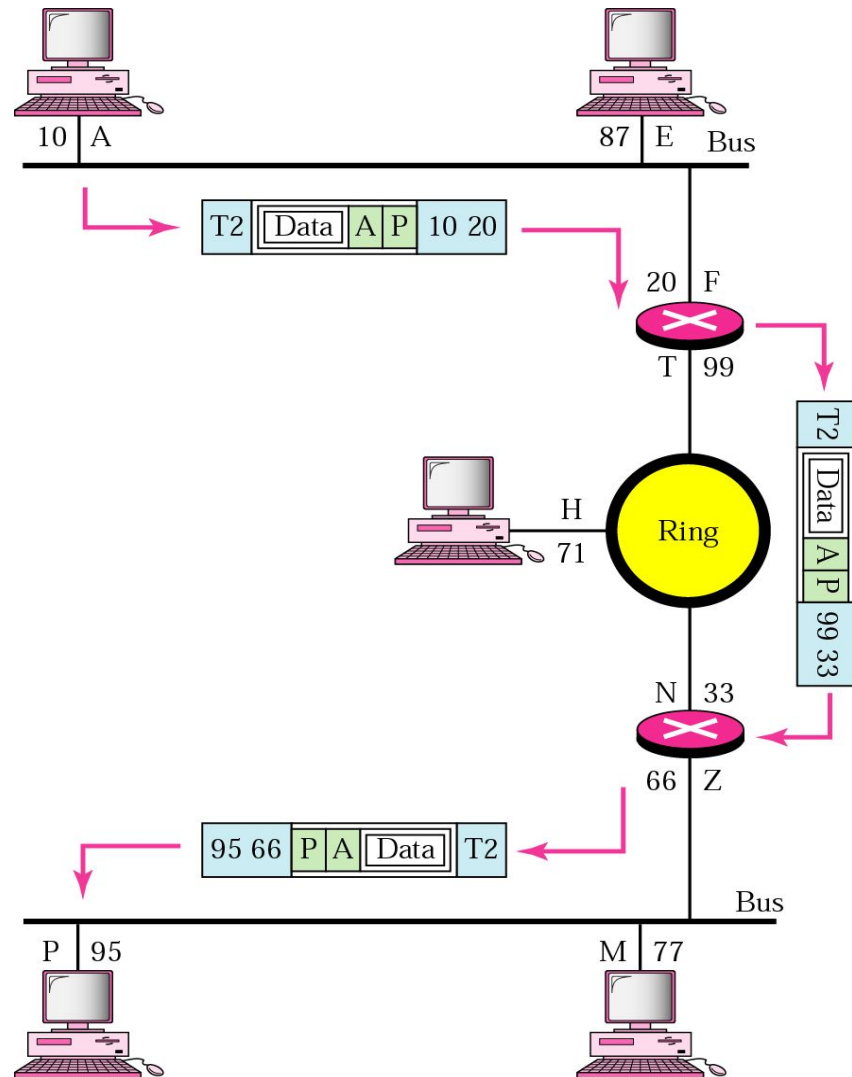 10 A
87 E
Bus
T2 Data A P 10 20
20 F
T 99
T2 Data A P 99 33
H
71
Ring
N 33
66 Z
95 66 P A Data T2
Bus
P 95
M 77